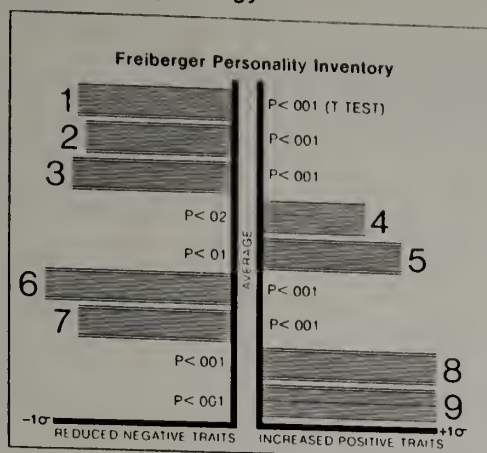 Freiberger Personality Inventory
1 P< 001 (T TEST)
2 P< 001
3 P< 001
P< 02 4
P< 01 5
6 P< 001
7 P< 001
P< 001 8
P< 001 9
AVERAGE
−1σ +1σ
REDUCED NEGATIVE TRAITS INCREASED POSITIVE TRAITS